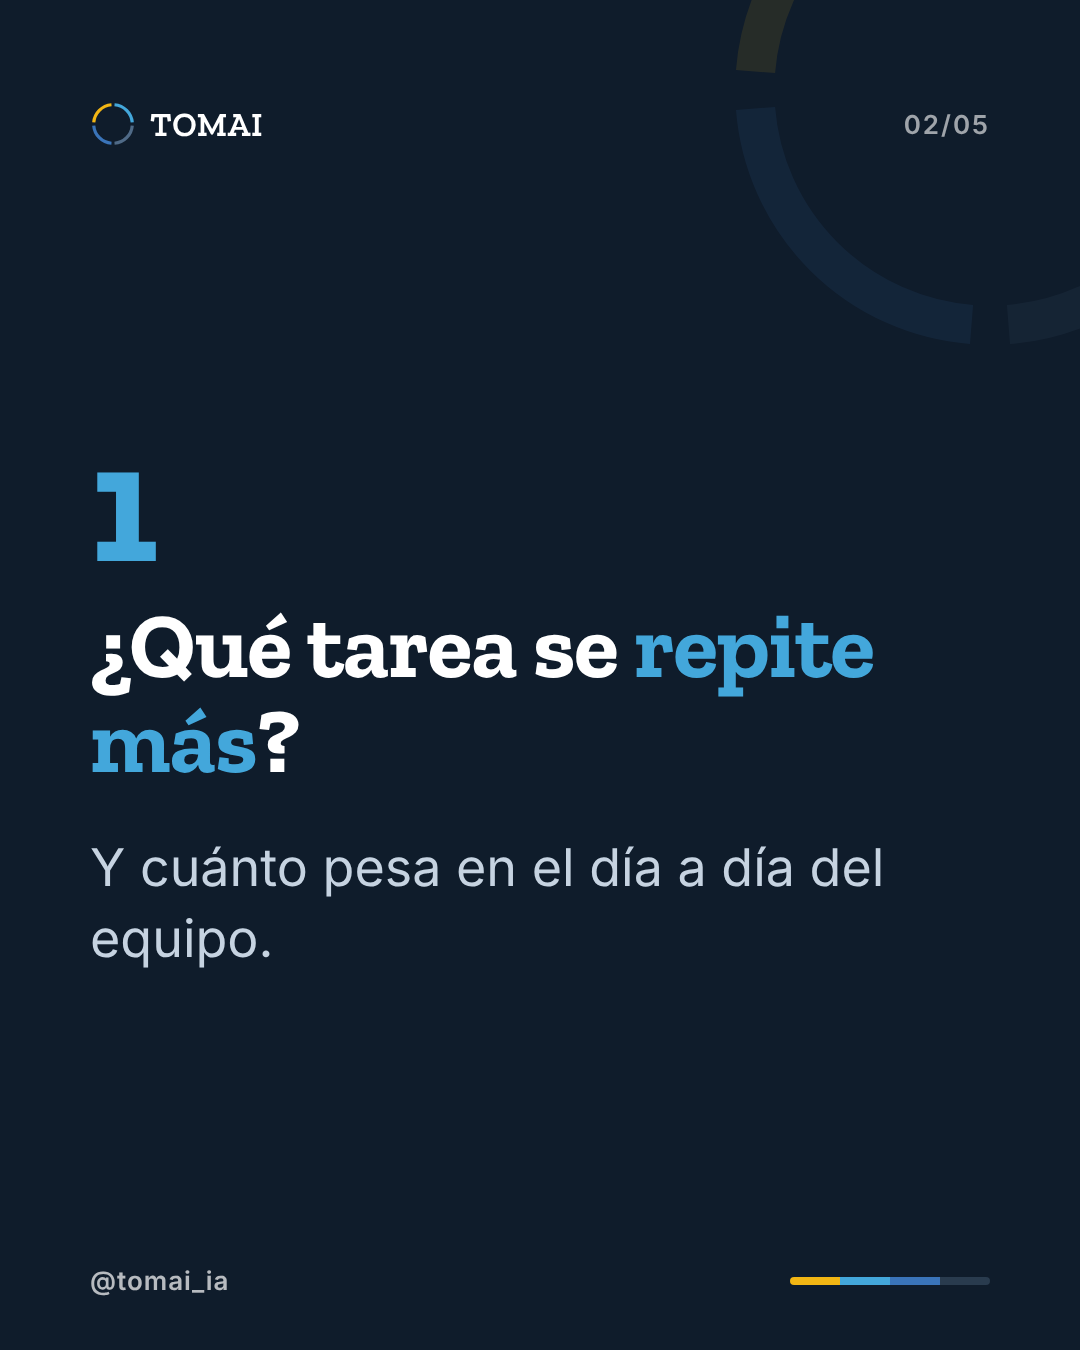 TOMAI
02/05
1
¿Qué tarea se repite
más?
Y cuánto pesa en el día a día del
equipo.
@tomai_ia